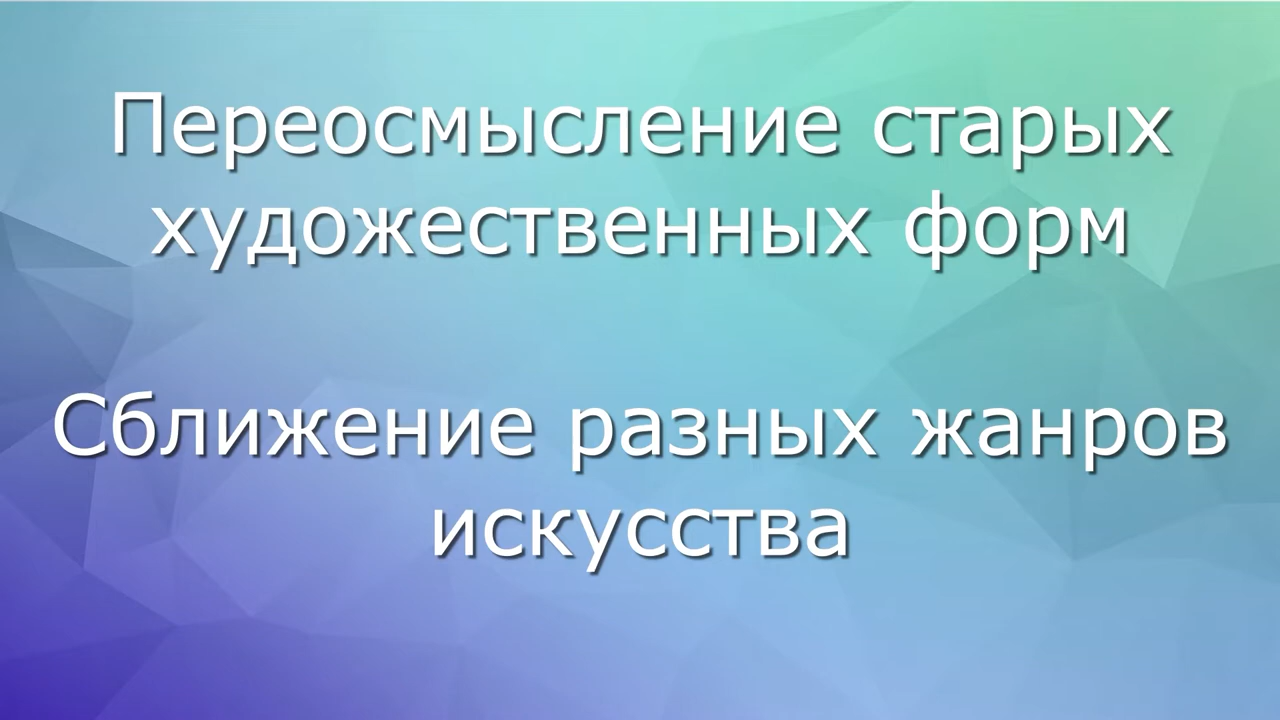 Переосмысление старых
художественных форм
Сближение разных жанров
искусства